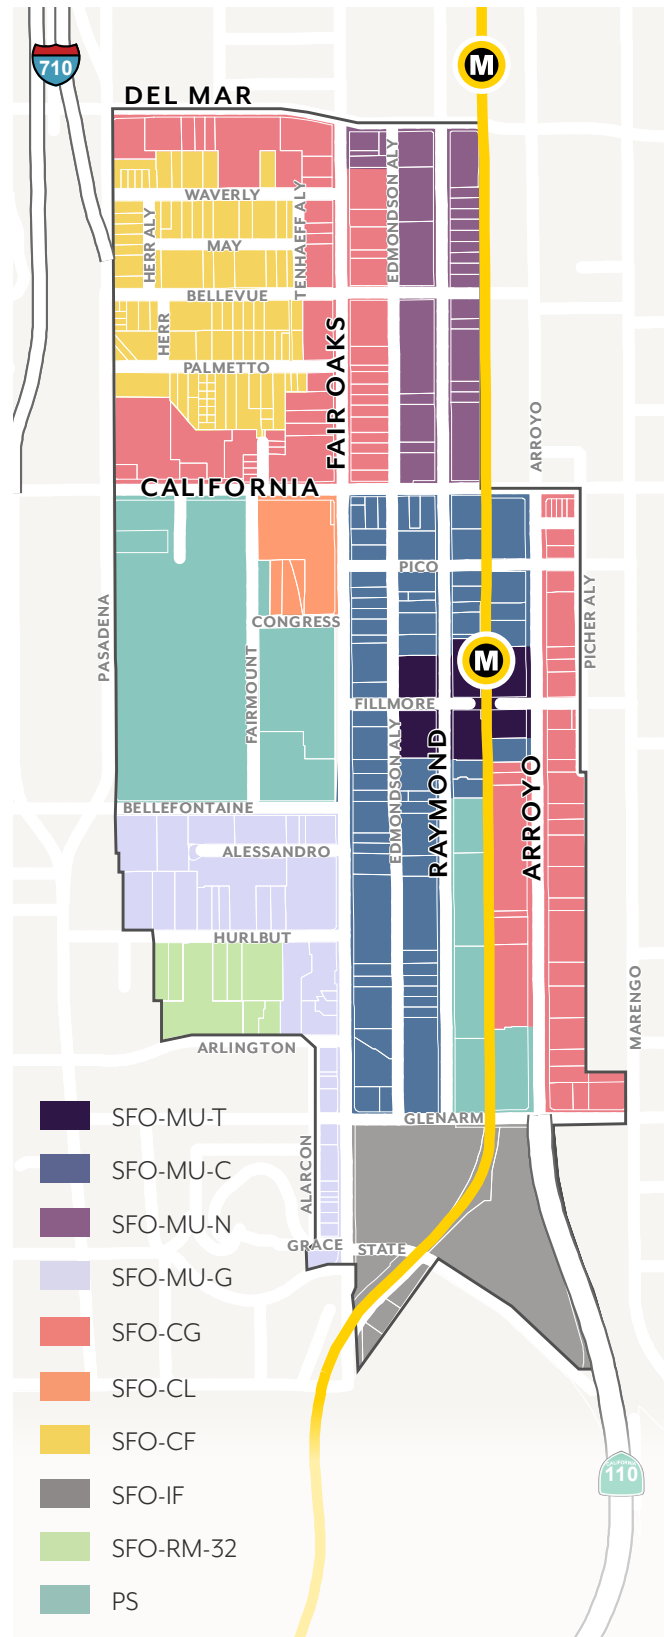 710
M
DEL MAR
WAVERLY
HERR ALY
TENHAEFF ALY
EDMONDSON ALY
MAY
BELLEVUE
HERR
PALMETTO
FAIR OAKS
ARROYO
CALIFORNIA
PICO
PASADENA
CONGRESS
PICHER ALY
M
FAIRMOUNT
FILLMORE
EDMONDSON ALY
RAYMOND
ARROYO
BELLEFONTAINE
ALESSANDRO
HURLBUT
MARENGO
ARLINGTON
GLENARM
ALARCON
GRACE
STATE
SFO-MU-T
SFO-MU-C
SFO-MU-N
SFO-MU-G
SFO-CG
SFO-CL
SFO-CF
SFO-IF
SFO-RM-32
PS
CALIFORNIA
110